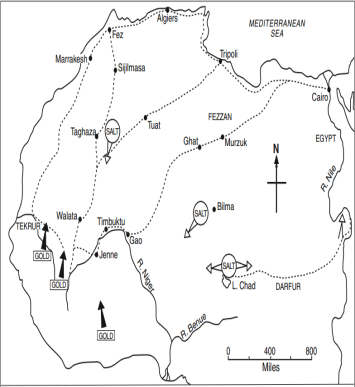 Algiers
MEDITERRANEAN
SEA
Fez
Marrakesh
Tripoli
Sijilmasa
Cairo
FEZZAN
Tuat
SALT
Taghaza
EGYPT
Ghat
Murzuk
N
R. Nile
Walata
SALT
Bilma
TEKRUR
Timbuktu
Gao
GOLD
Jenne
SALT
GOLD
R. Niger
L. Chad
DARFUR
GOLD
R. Benue
0 400 800
Miles